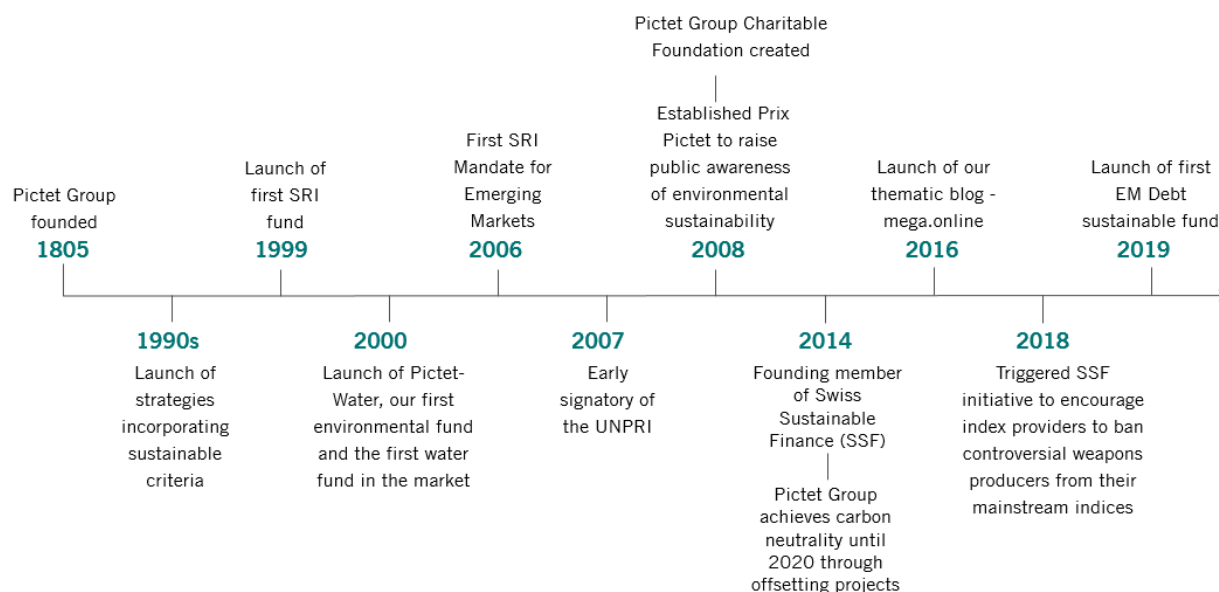 Pictet Group
founded
1805
1990s
Launch of
strategies
incorporating
sustainable
criteria
Launch of
first SRI
fund
1999
2000
Launch of Pictet-
Water, our first
environmental fund
and the first water
fund in the market
First SRI
Mandate for
Emerging
Markets
2006
2007
Early
signatory of
the UNPRI
Pictet Group Charitable
Foundation created
Established Prix
Pictet to raise
public awareness
of environmental
sustainability
2008
2014
Founding member
of Swiss
Sustainable
Finance (SSF)
Pictet Group
achieves carbon
neutrality until
2020 through
offsetting projects
Launch of our
thematic blog -
mega.online
2016
2018
Triggered SSF
initiative to encourage
index providers to ban
controversial weapons
producers from their
mainstream indices
Launch of first
EM Debt
sustainable fund
2019